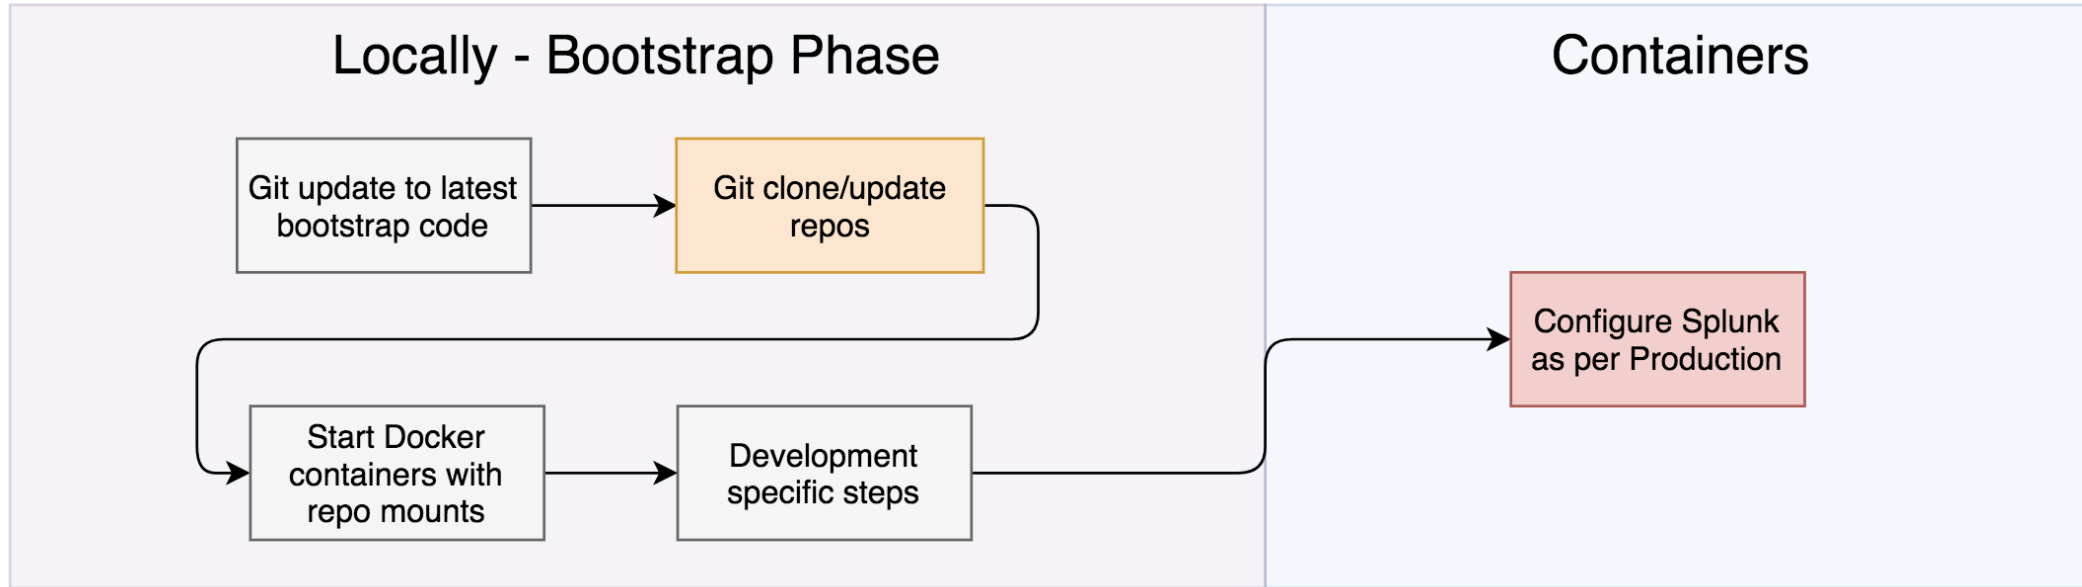 Locally - Bootstrap Phase
Containers
Git update to latest
bootstrap code
Git clone/update
repos
Start Docker
containers with
repo mounts
Development
specific steps
Configure Splunk
as per Production